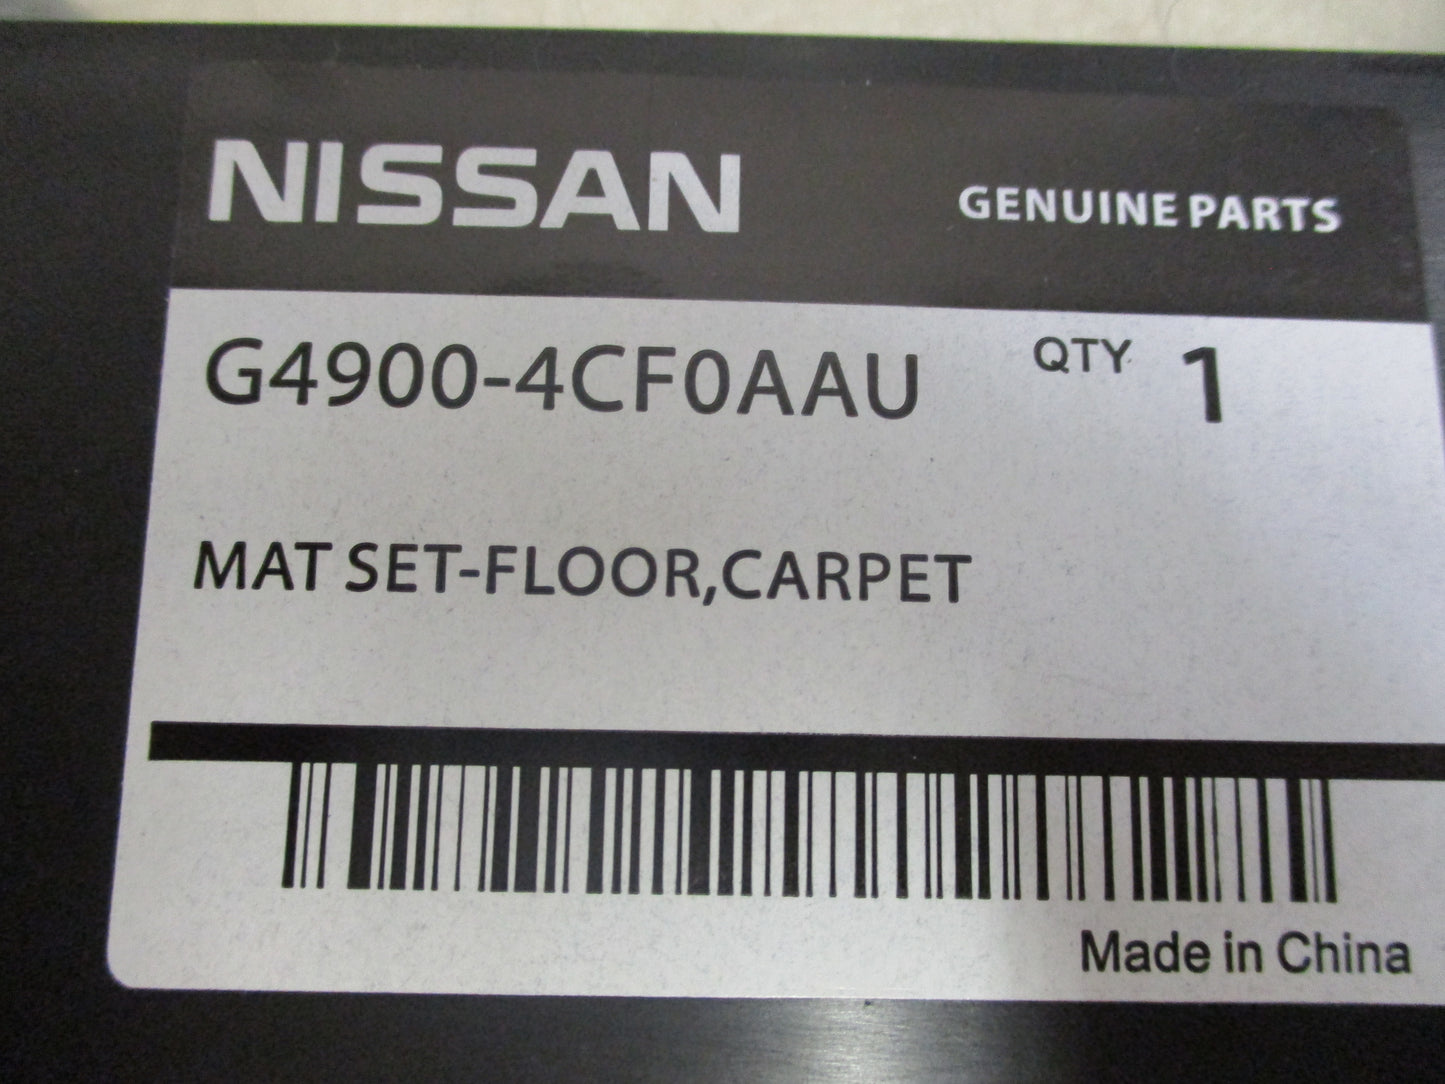 NISSAN
GENUINE PARTS
G4900-4CF0AAU QTY. 1
MAT SET-FLOOR,CARPET
Made in China